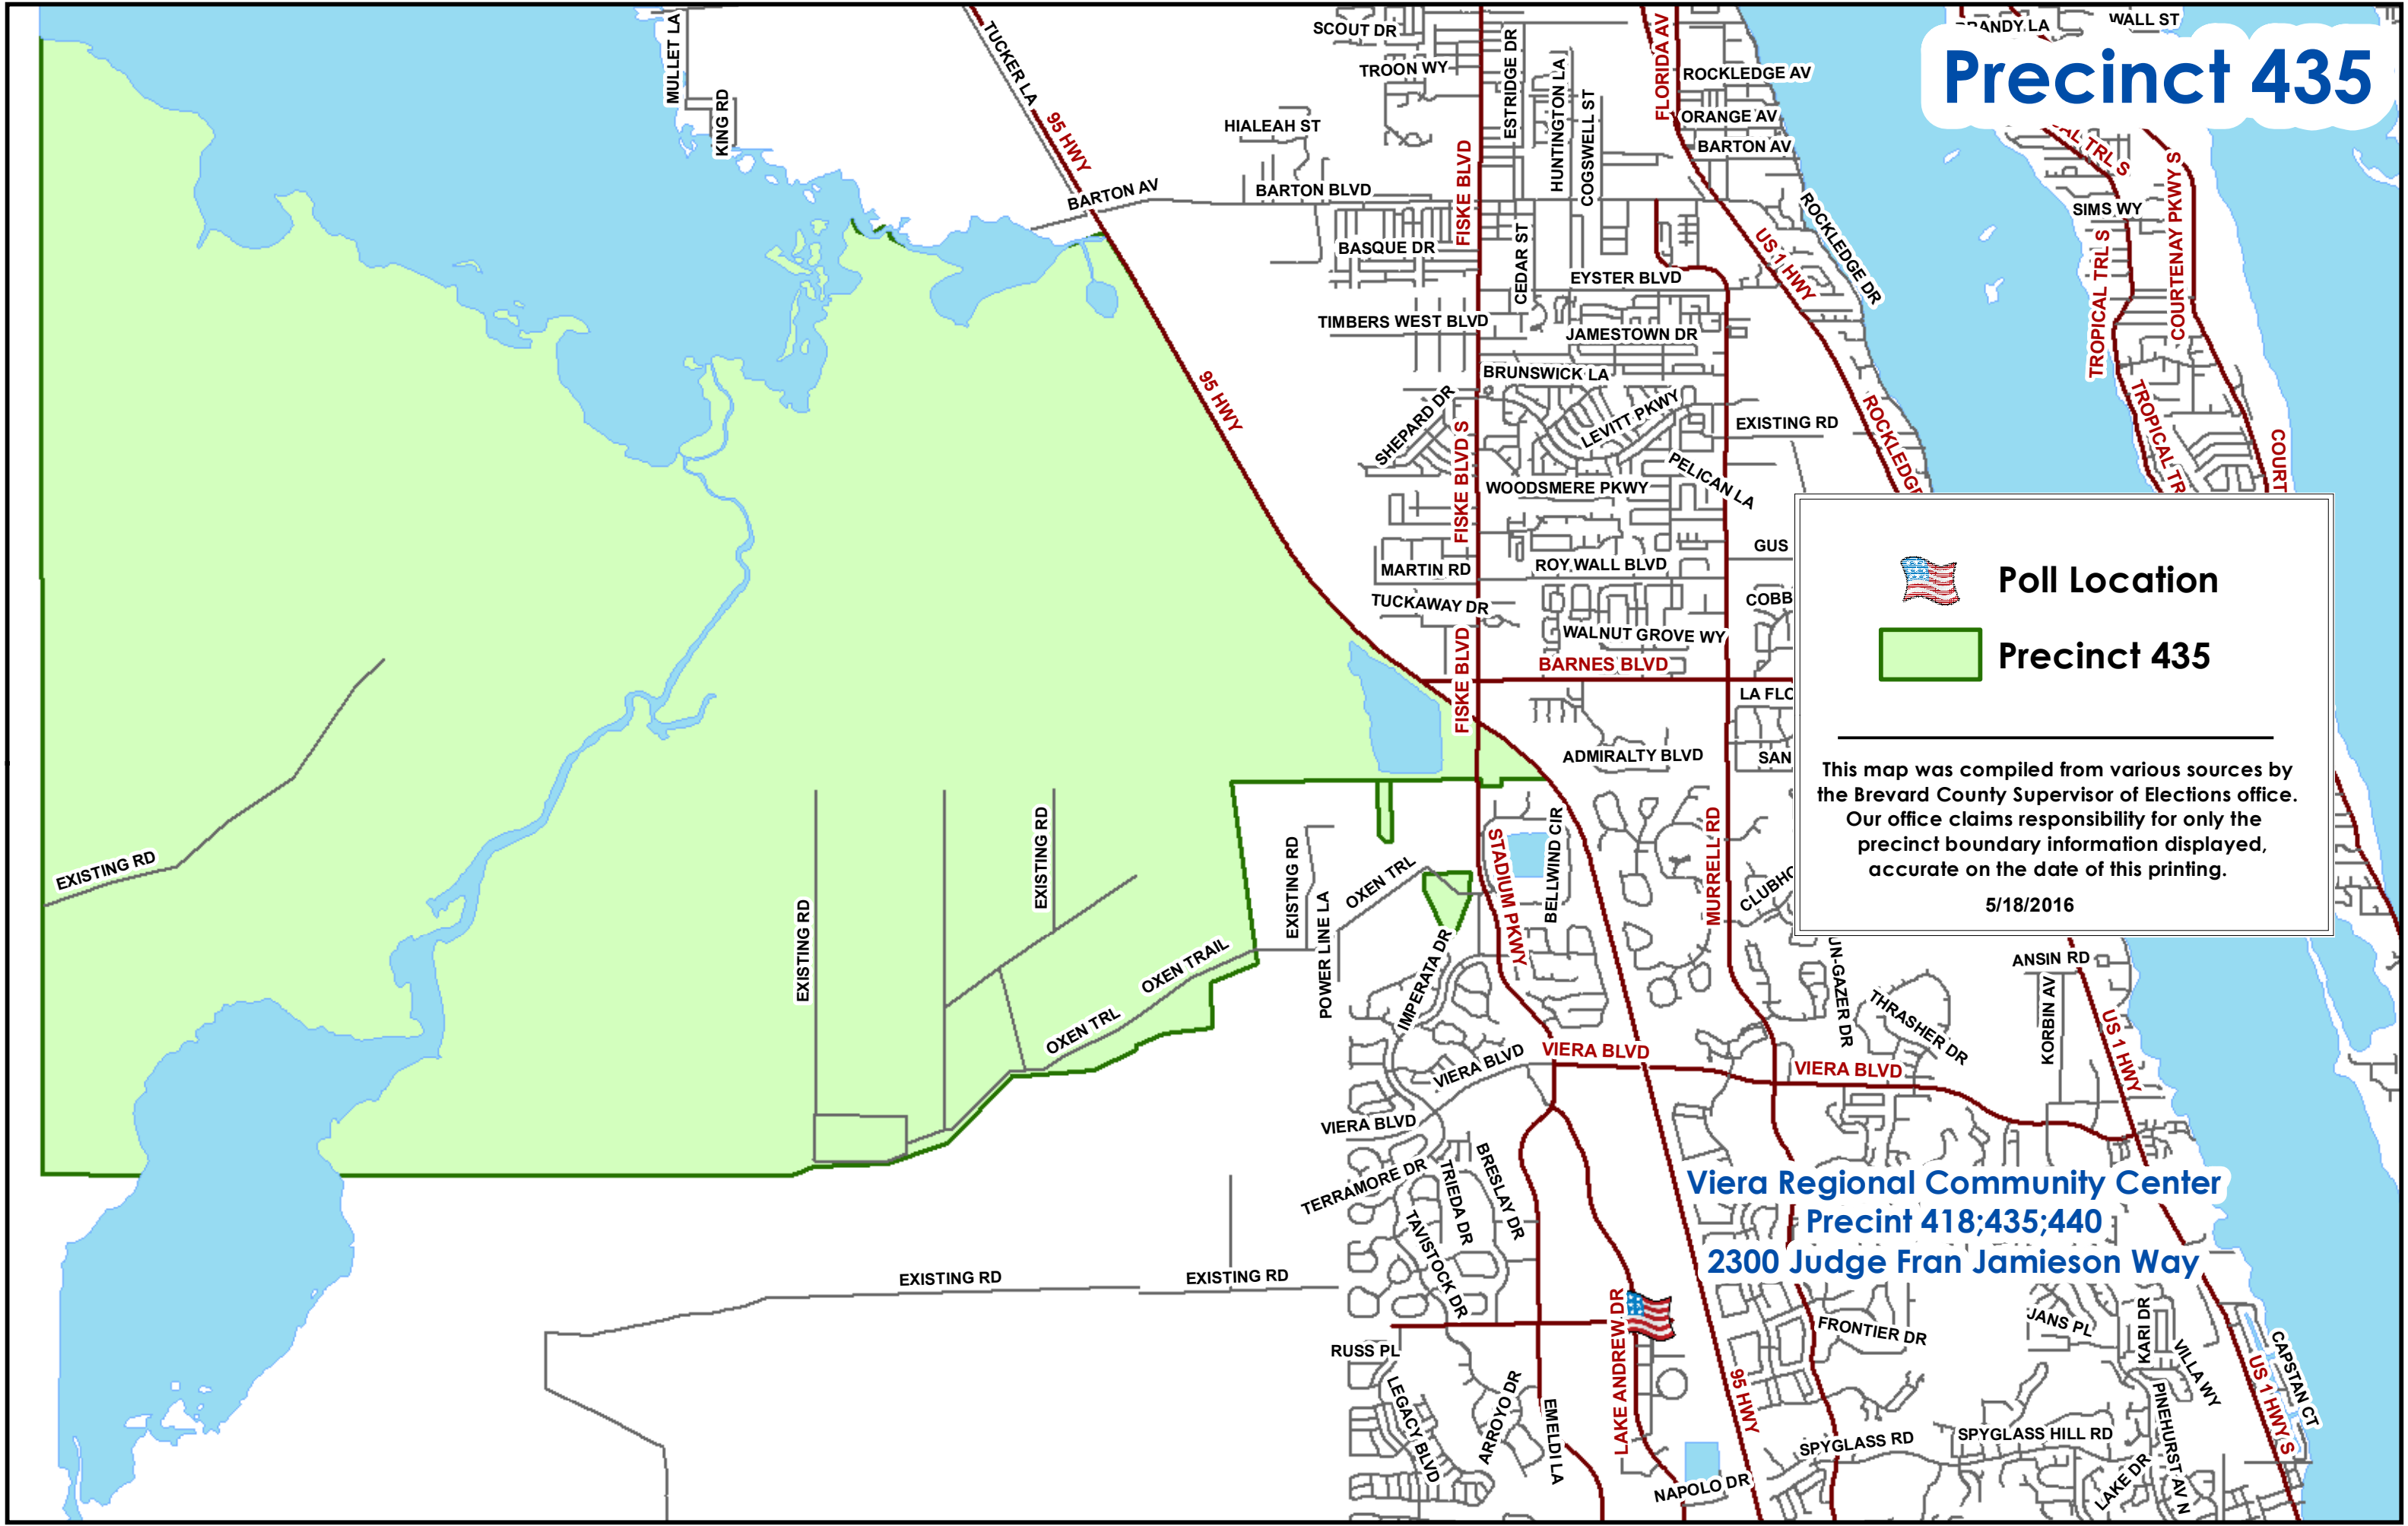 Precinct 435
MULLET LA
KING RD
TUCKER LA
95 HWY
SCOUT DR
TROON WY
HIALEAH ST
BARTON AV
BARTON BLVD
BASQUE DR
FISKE BLVD
ESTRIDGE DR
HUNTINGTON LA
COGSWELL ST
CEDAR ST
FLORIDA AV
ROCKLEDGE AV
ORANGE AV
BARTON AV
ROCKLEDGE DR
US 1 HWY
WALL ST
SIMS WY
TROPICAL TRL S
COURTENAY PKWY S
EYSTER BLVD
TIMBERS WEST BLVD
JAMESTOWN DR
95 HWY
BRUNSWICK LA
SHEPARD DR
LEVITT PKWY
EXISTING RD
ROCKLEDGE
TROPICAL TR
COURT
FISKE BLVD S
PELICAN LA
WOODSMERE PKWY
GUS
MARTIN RD
ROY WALL BLVD
TUCKAWAY DR
COBB
WALNUT GROVE WY
FISKE BLVD
BARNES BLVD
LA FLO
ADMIRALTY BLVD
SAN
Poll Location
Precinct 435
This map was compiled from various sources by
the Brevard County Supervisor of Elections office.
Our office claims responsibility for only the
precinct boundary information displayed,
accurate on the date of this printing.
5/18/2016
EXISTING RD
EXISTING RD
EXISTING RD
EXISTING RD
POWER LINE LA
OXEN TRL
OXEN TRAIL
OXEN TRL
STADIUM PKWY
BELLWIND CIR
MURRELL RD
CLUBHO
IMPERATA DR
UN-GAZER DR
THRASHER DR
ANSIN RD
KORBIN AV
US 1 HWY
VIERA BLVD
VIERA BLVD
VIERA BLVD
VIERA BLVD
TERRAMORE DR
TRIEDA DR
BRESLAY DR
TAVISTOCK DR
Viera Regional Community Center
Precint 418;435;440
2300 Judge Fran Jamieson Way
EXISTING RD
EXISTING RD
RUSS PL
LEGACY BLVD
ARROYO DR
EMELDI LA
LAKE ANDREW DR
95 HWY
NAPOLO DR
FRONTIER DR
JANS PL
KARI DR
VILLA WY
CAPSTAN CT
US 1 HWY S
SPYGLASS RD
SPYGLASS HILL RD
PINEHURST AV N
LAKE DR